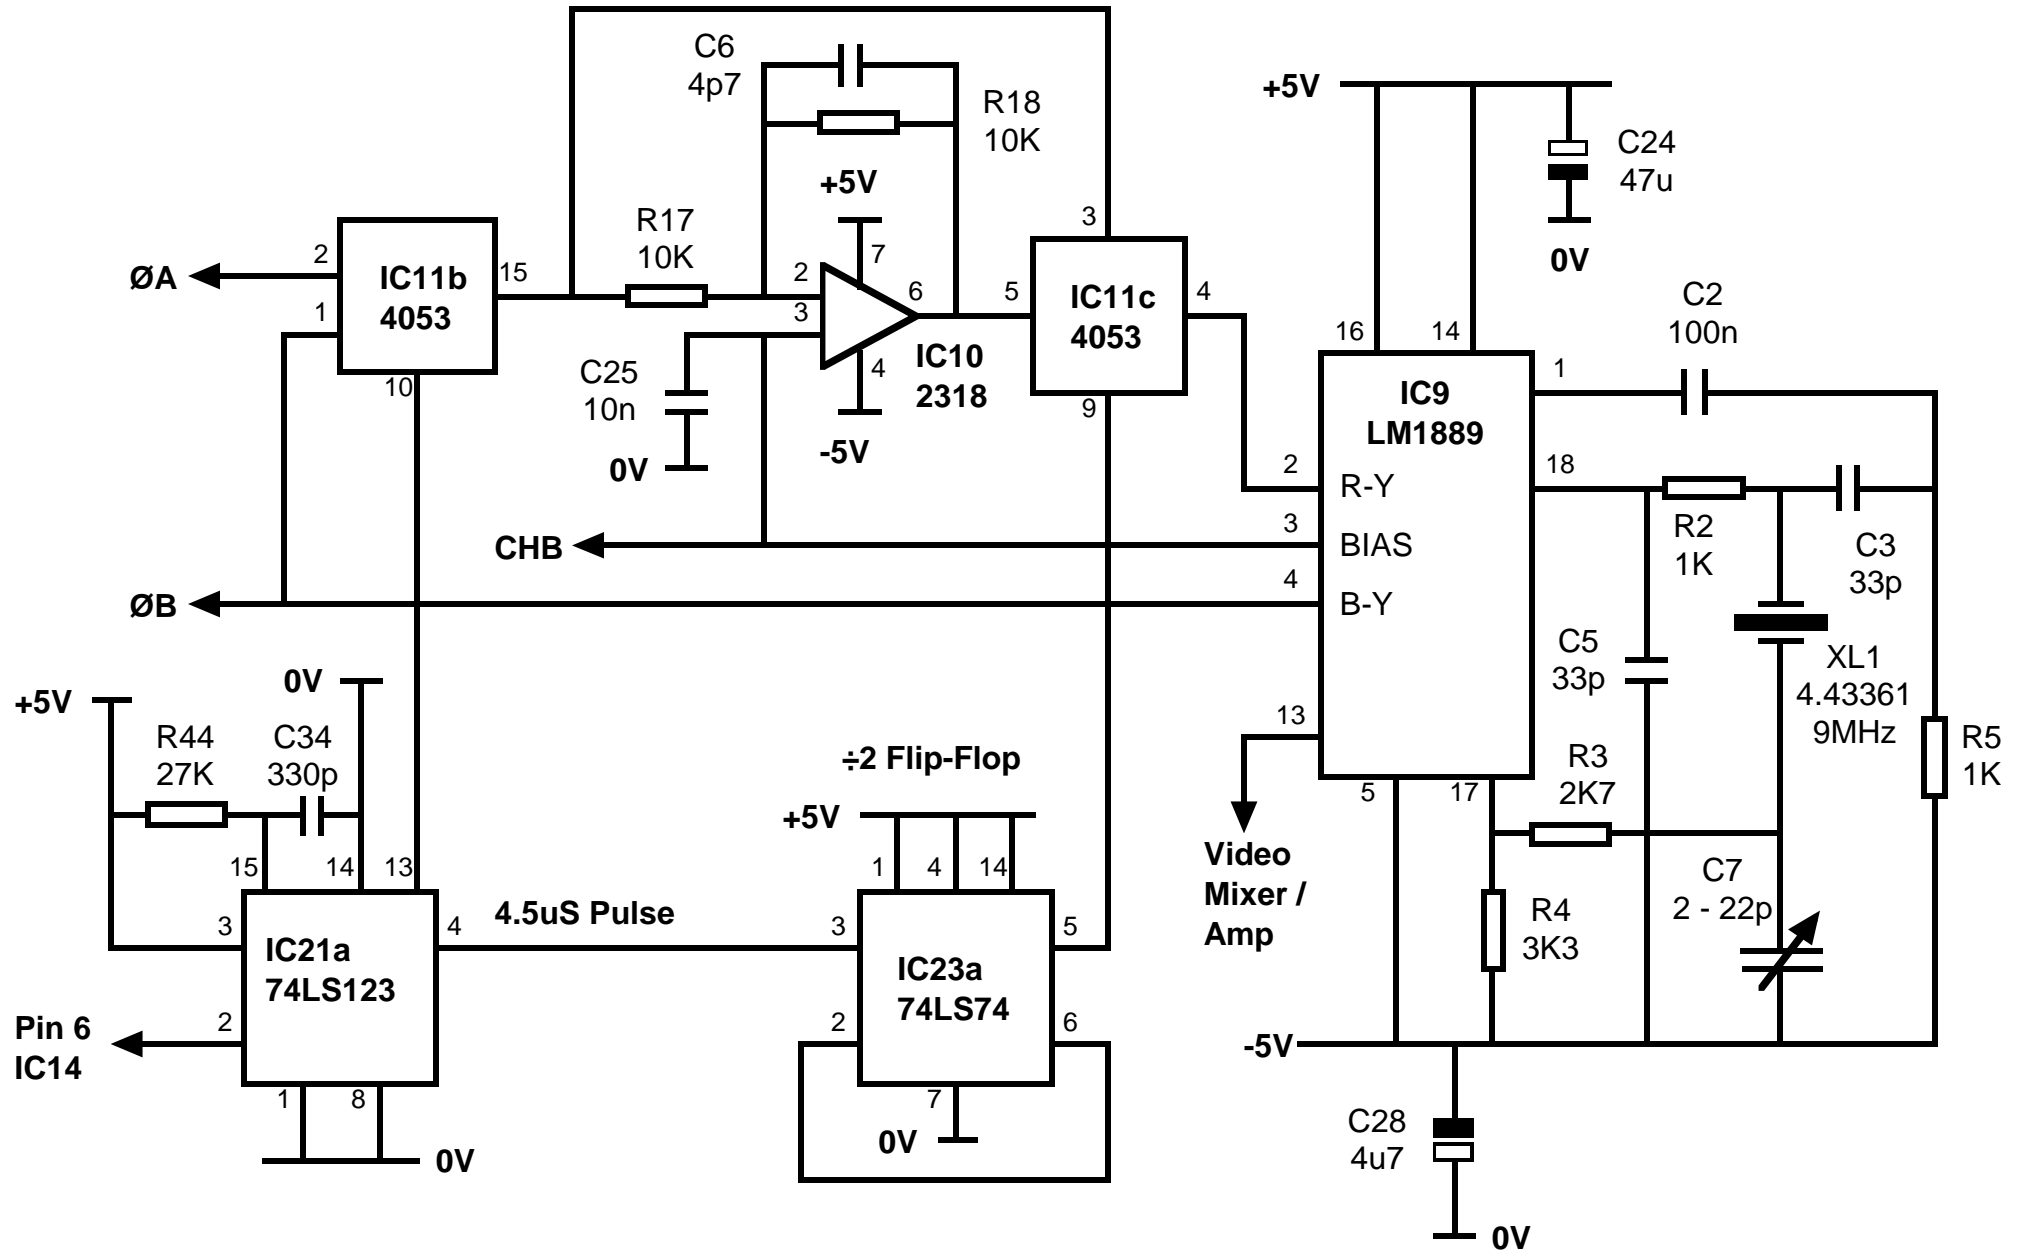 C6
4p7
R18
10K
+5V
C24
47u
0V
+5V
R17
10K
2
1
ØA
IC11b
4053
15
10
2
3
7
6
4
IC10
2318
-5V
C25
10n
0V
3
5
IC11c
4053
4
9
C2
100n
16
14
1
IC9
LM1889
18
2
R-Y
3
BIAS
4
B-Y
CHB
ØB
R2
1K
C3
33p
C5
33p
XL1
4.43361
9MHz
R5
1K
13
5
17
R3
2K7
Video
Mixer /
Amp
R4
3K3
C7
2 - 22p
-5V
C28
4u7
0V
+5V
0V
R44
27K
C34
330p
15
14
13
3
IC21a
74LS123
4
4.5uS Pulse
2
Pin 6
IC14
1
8
0V
÷2 Flip-Flop
+5V
1
4
14
3
5
IC23a
74LS74
2
6
7
0V